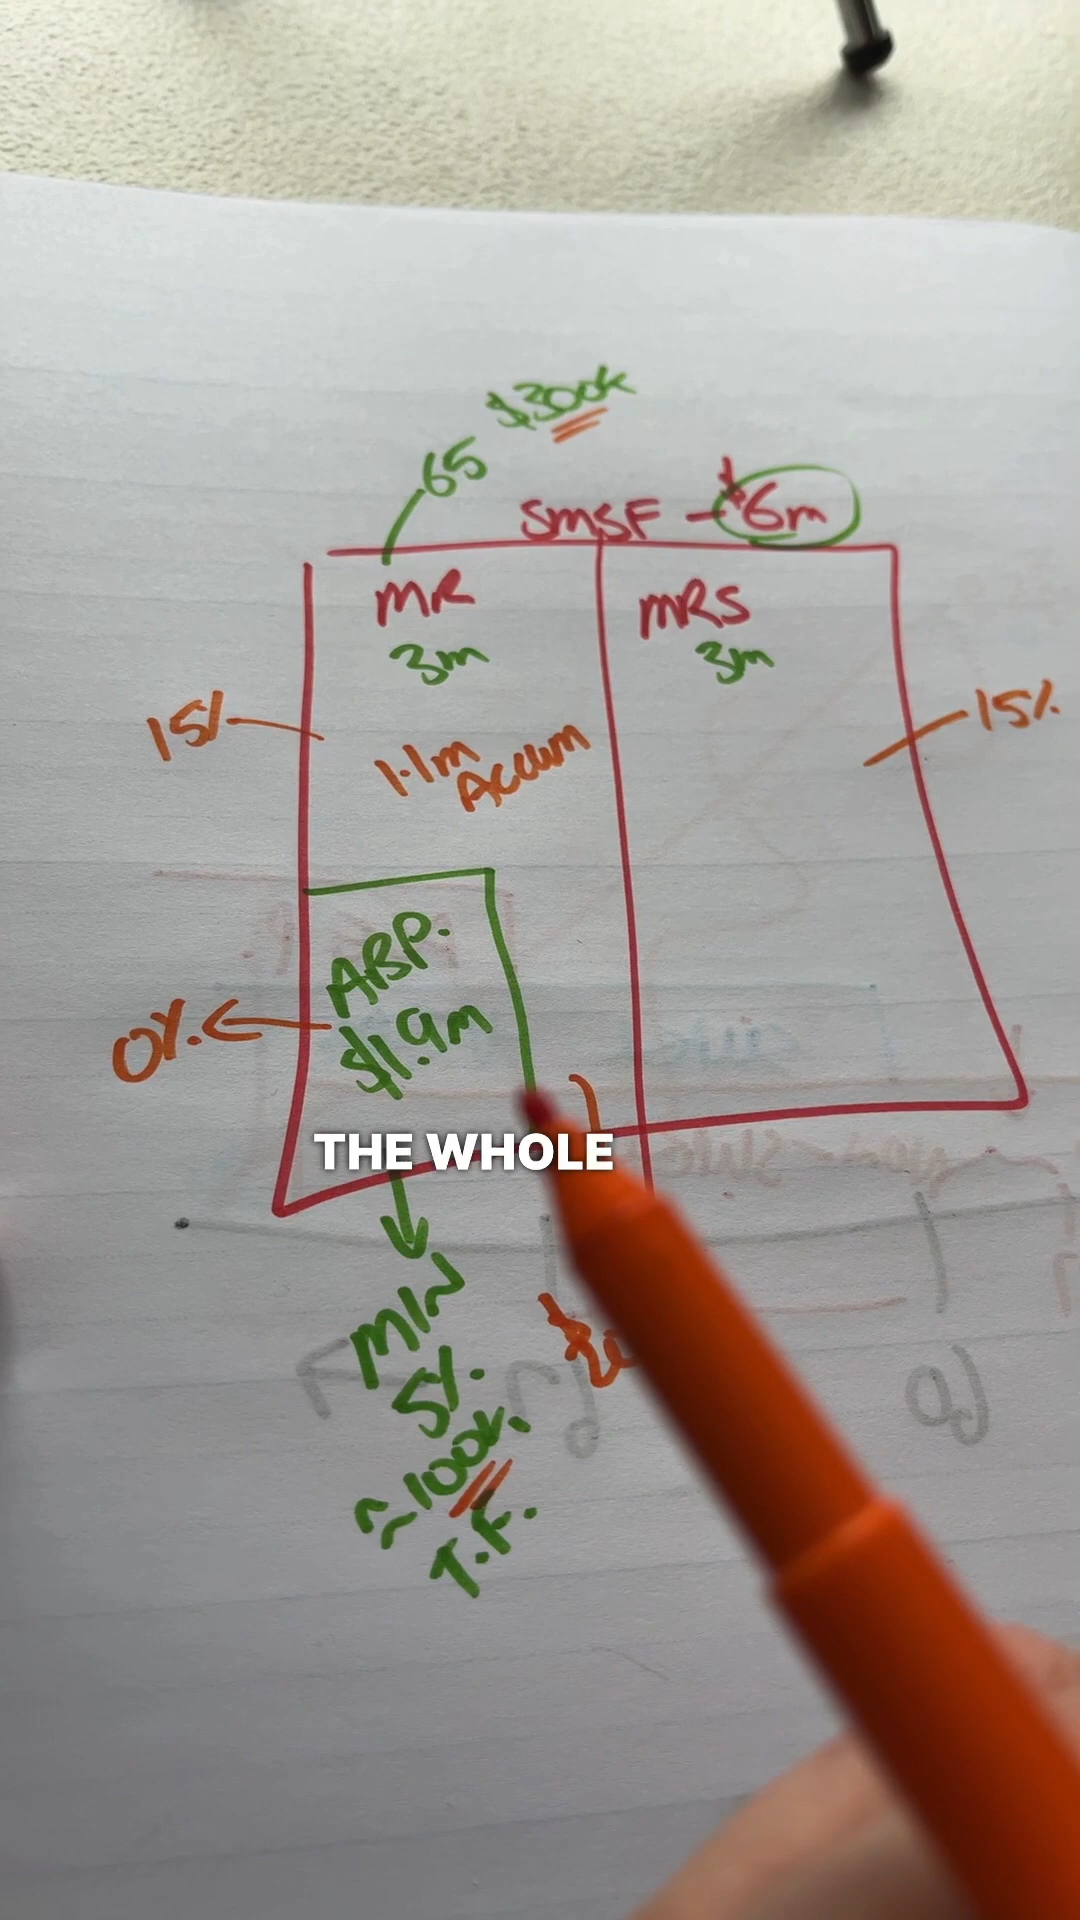 $300k
65
SMSF - $6m
MR
MRS
3m
3m
15%
15%
1.1m
Accum
ABP.
$1.9m
0%
THE WHOLE
MIN
5%.
≈100k.
T.F.